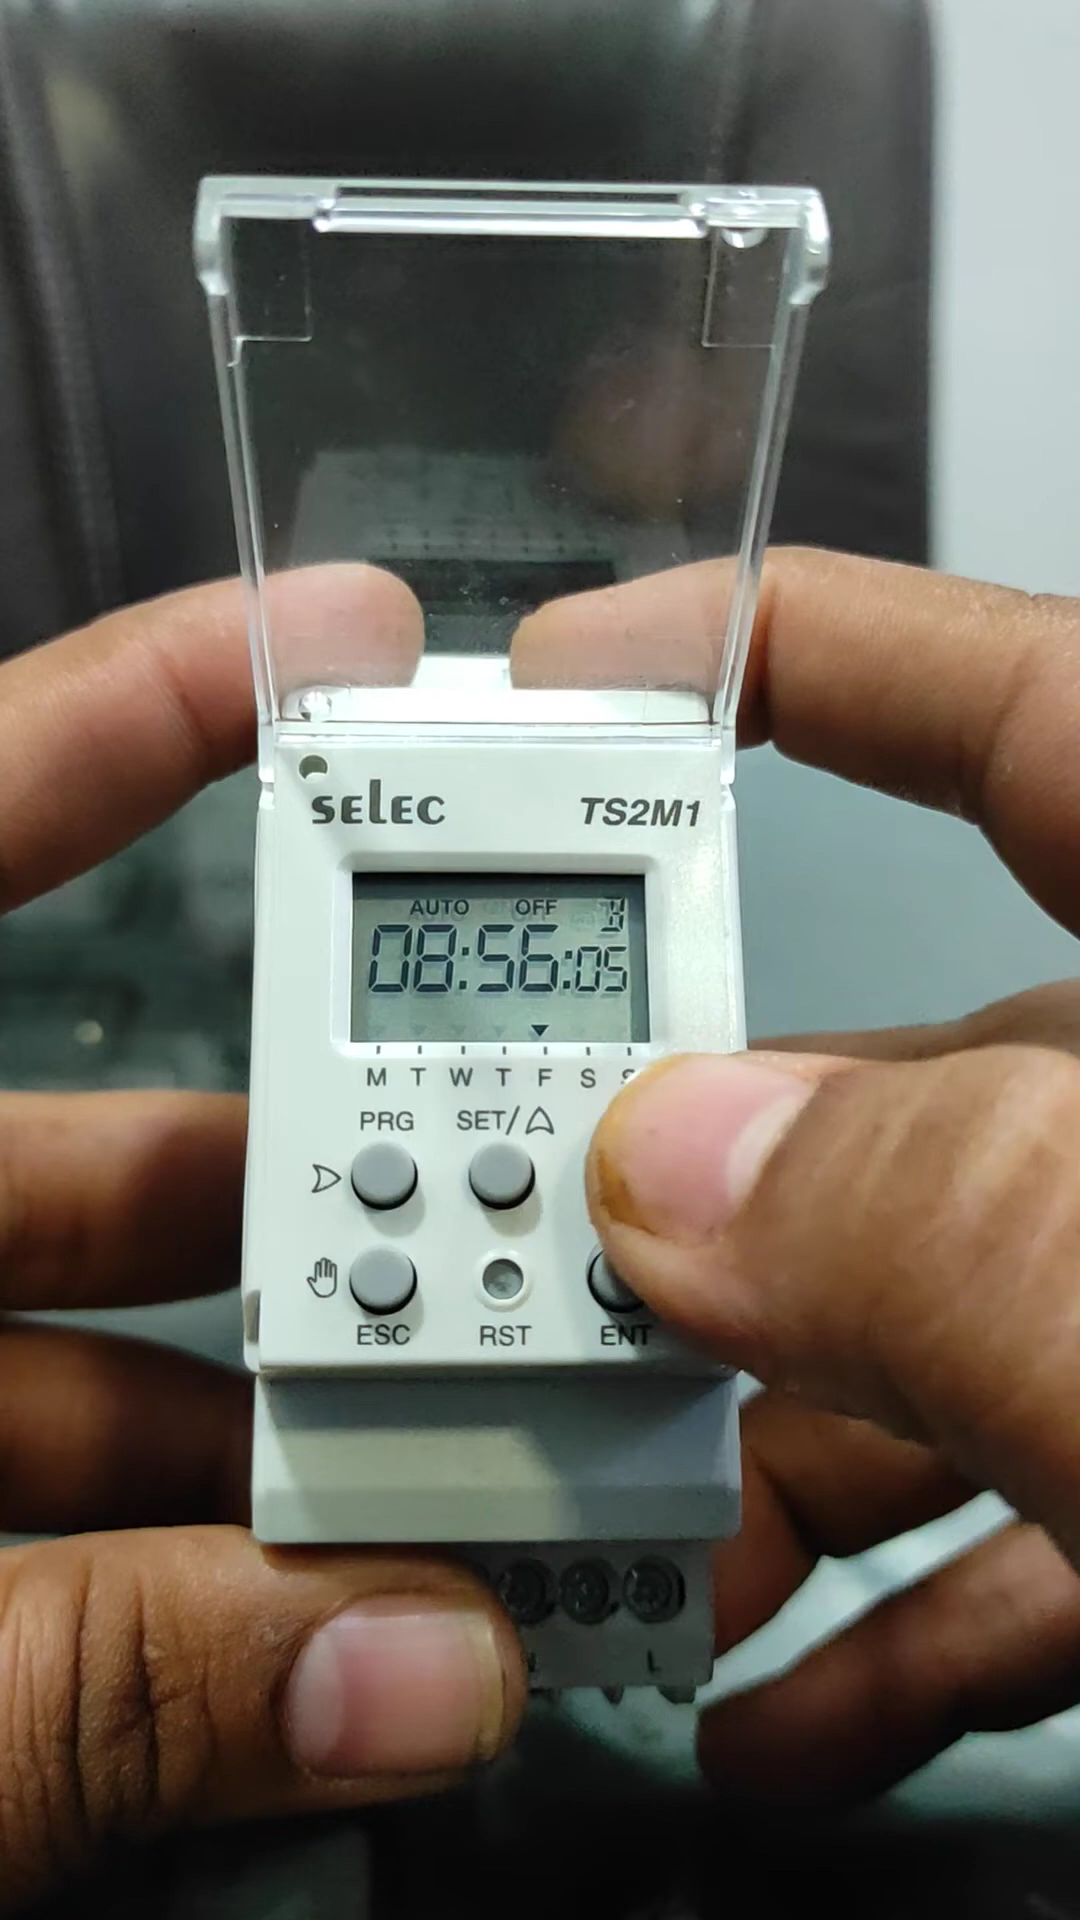 SELEC TS2M1
AUTO OFF
08:56:05
M T W T F S
PRG SET/
ESC RST ENT
L